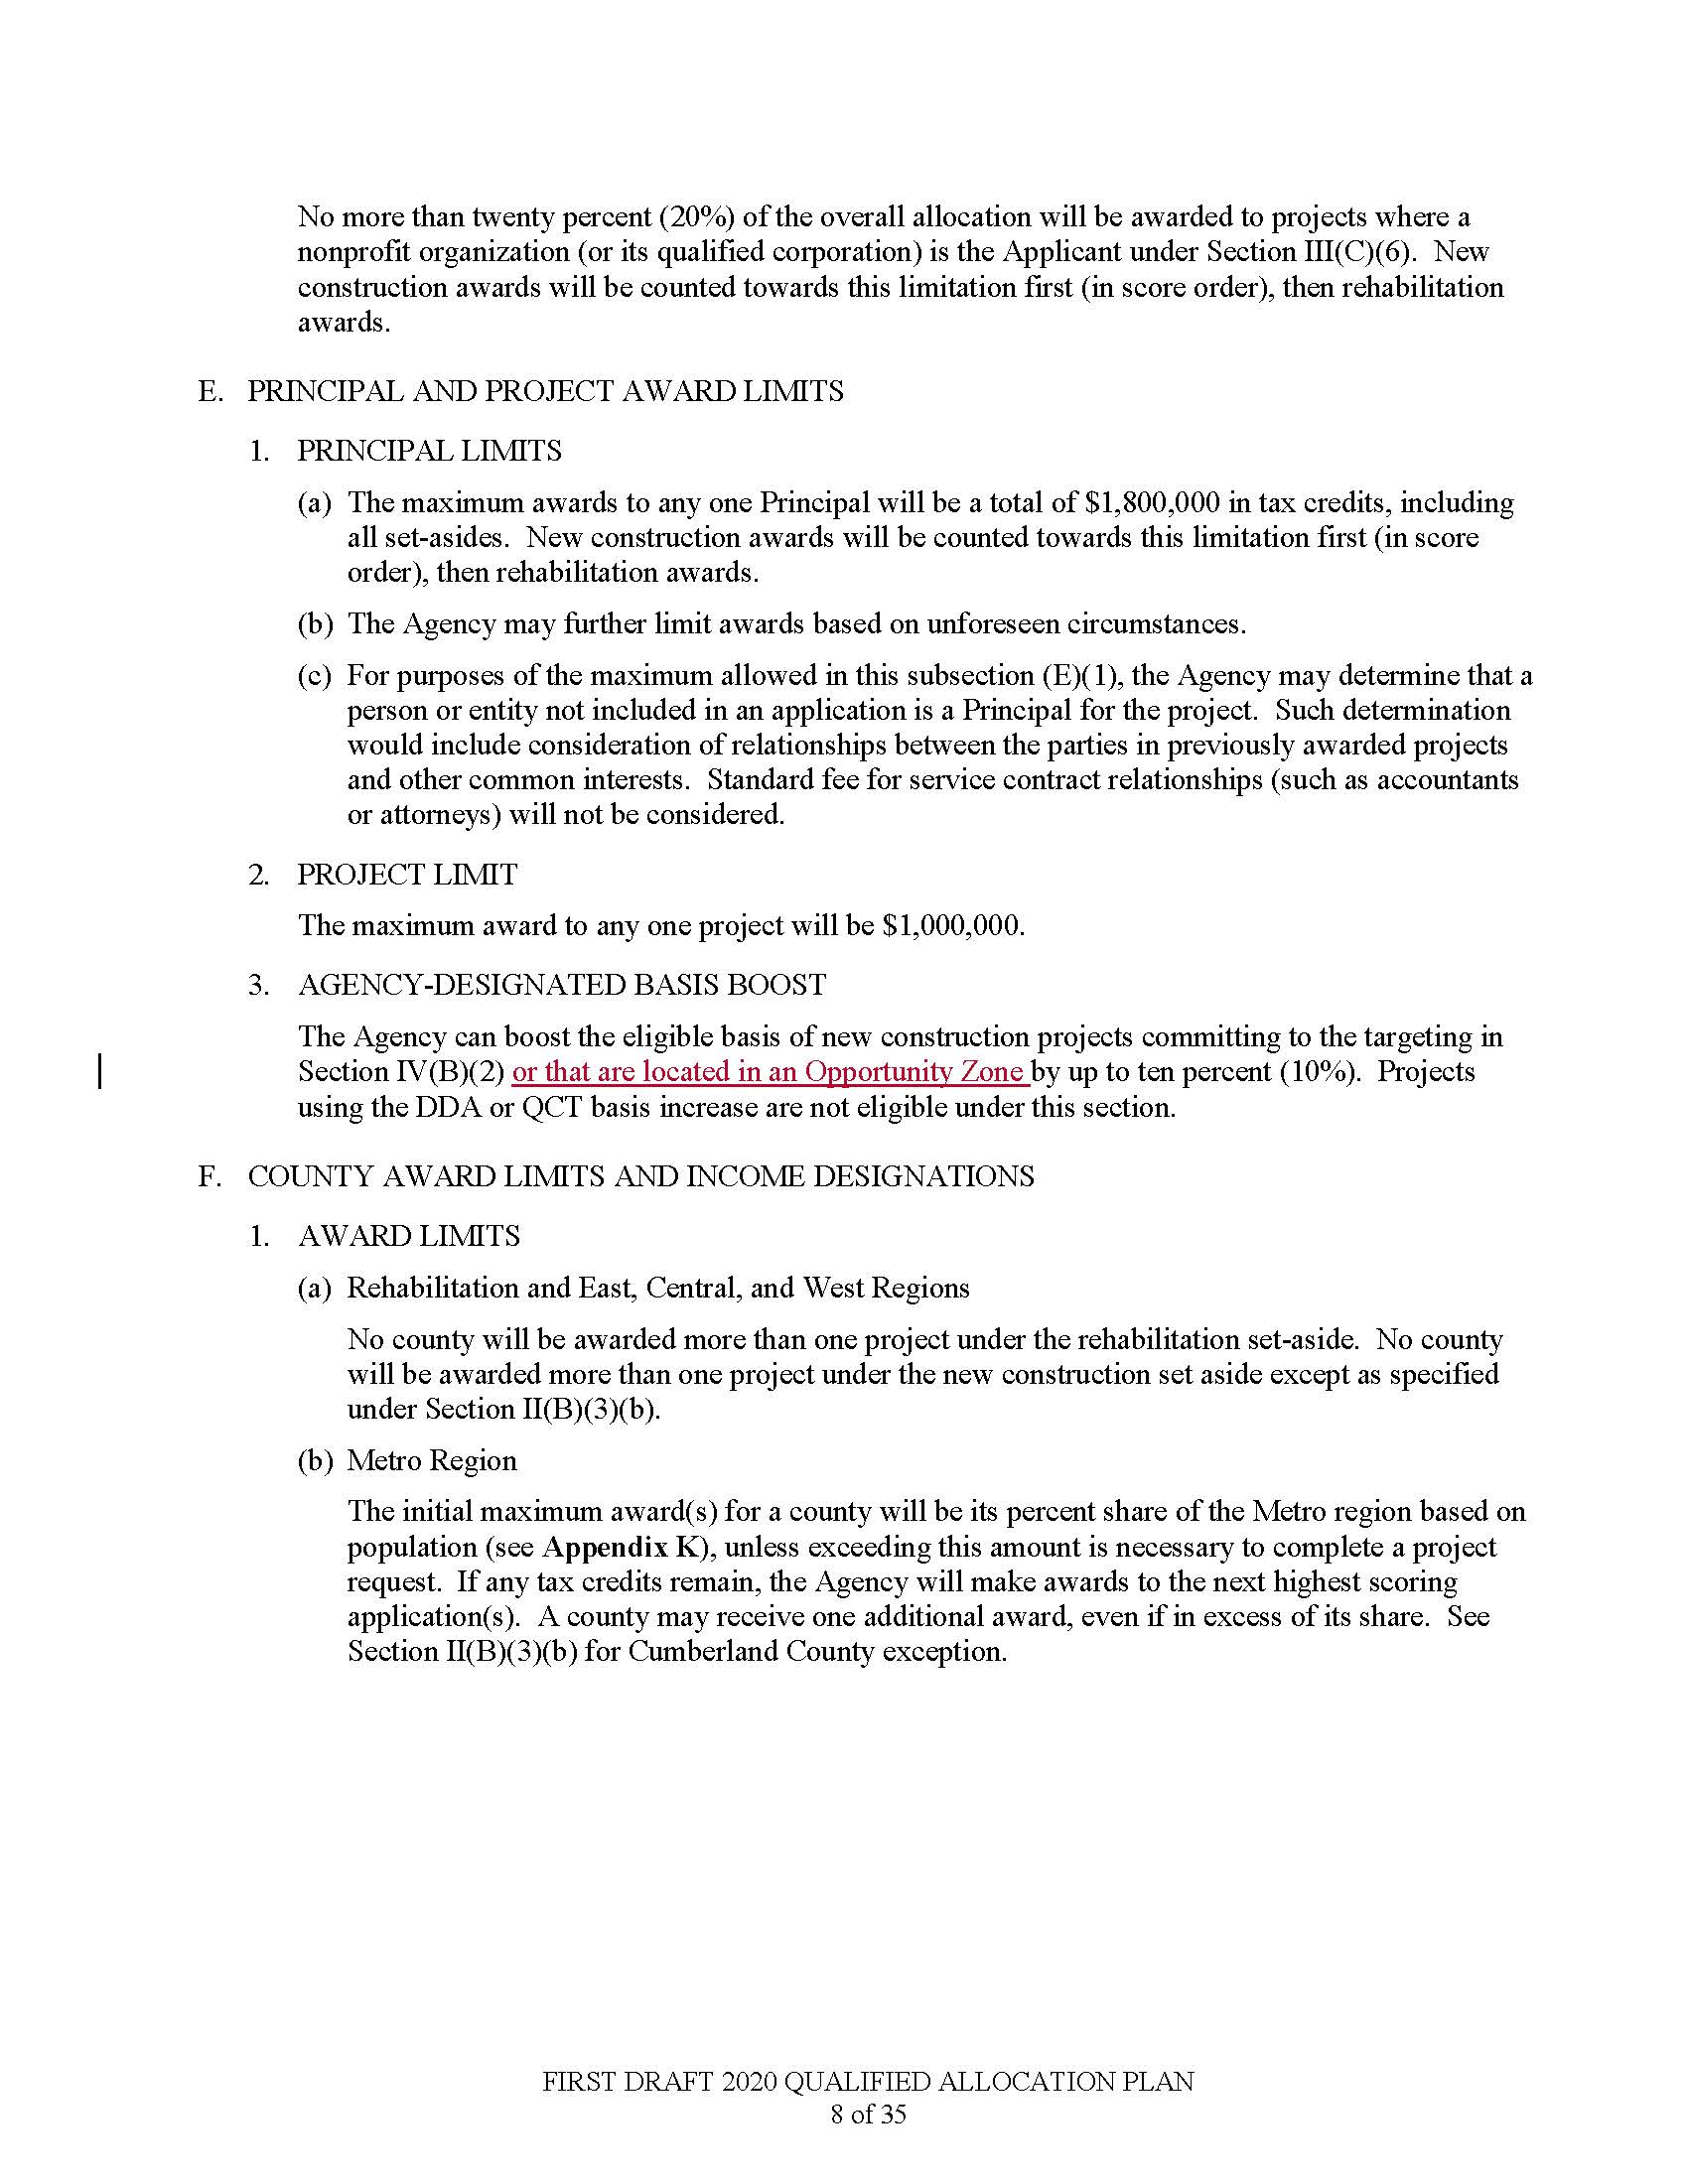 No more than twenty percent (20%) of the overall allocation will be awarded to projects where a
nonprofit organization (or its qualified corporation) is the Applicant under Section III(C)(6).  New
construction awards will be counted towards this limitation first (in score order), then rehabilitation
awards.
E. PRINCIPAL AND PROJECT AWARD LIMITS
1. PRINCIPAL LIMITS
(a) The maximum awards to any one Principal will be a total of $1,800,000 in tax credits, including
all set-asides.  New construction awards will be counted towards this limitation first (in score
order), then rehabilitation awards.
(b) The Agency may further limit awards based on unforeseen circumstances.
(c) For purposes of the maximum allowed in this subsection (E)(1), the Agency may determine that a
person or entity not included in an application is a Principal for the project.  Such determination
would include consideration of relationships between the parties in previously awarded projects
and other common interests.  Standard fee for service contract relationships (such as accountants
or attorneys) will not be considered.
2. PROJECT LIMIT
The maximum award to any one project will be $1,000,000.
3. AGENCY-DESIGNATED BASIS BOOST
The Agency can boost the eligible basis of new construction projects committing to the targeting in
Section IV(B)(2) or that are located in an Opportunity Zone by up to ten percent (10%).  Projects
using the DDA or QCT basis increase are not eligible under this section.
F. COUNTY AWARD LIMITS AND INCOME DESIGNATIONS
1. AWARD LIMITS
(a) Rehabilitation and East, Central, and West Regions
No county will be awarded more than one project under the rehabilitation set-aside.  No county
will be awarded more than one project under the new construction set aside except as specified
under Section II(B)(3)(b).
(b) Metro Region
The initial maximum award(s) for a county will be its percent share of the Metro region based on
population (see Appendix K), unless exceeding this amount is necessary to complete a project
request.  If any tax credits remain, the Agency will make awards to the next highest scoring
application(s).  A county may receive one additional award, even if in excess of its share.  See
Section II(B)(3)(b) for Cumberland County exception.
FIRST DRAFT 2020 QUALIFIED ALLOCATION PLAN
8 of 35